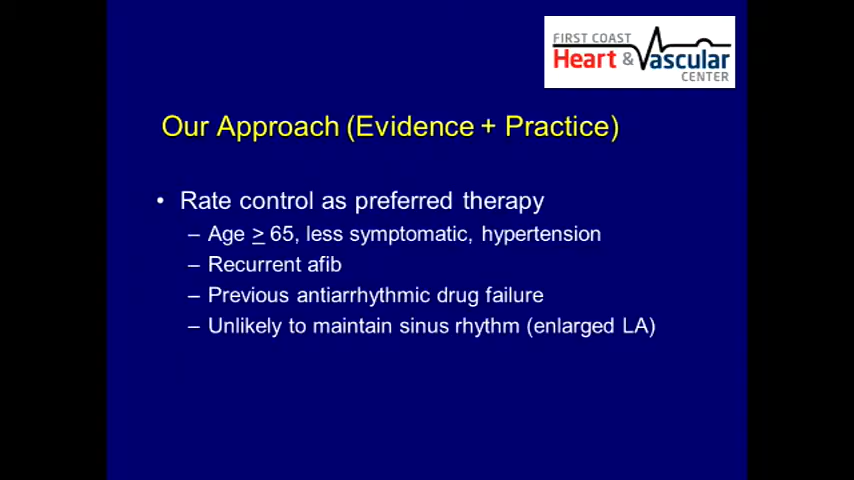 FIRST COAST
Heart & Vascular
CENTER
Our Approach (Evidence + Practice)
• Rate control as preferred therapy
– Age ≥ 65, less symptomatic, hypertension
– Recurrent afib
– Previous antiarrhythmic drug failure
– Unlikely to maintain sinus rhythm (enlarged LA)